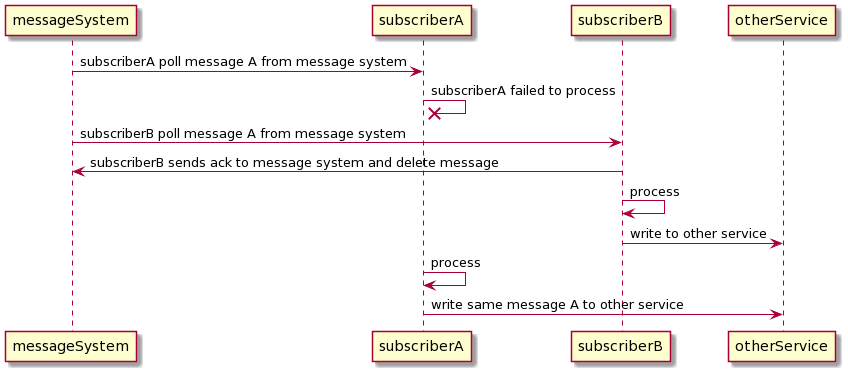 messageSystem
subscriberA
subscriberB
otherService
subscriberA poll message A from message system
subscriberA failed to process
subscriberB poll message A from message system
subscriberB sends ack to message system and delete message
process
write to other service
process
write same message A to other service
messageSystem
subscriberA
subscriberB
otherService